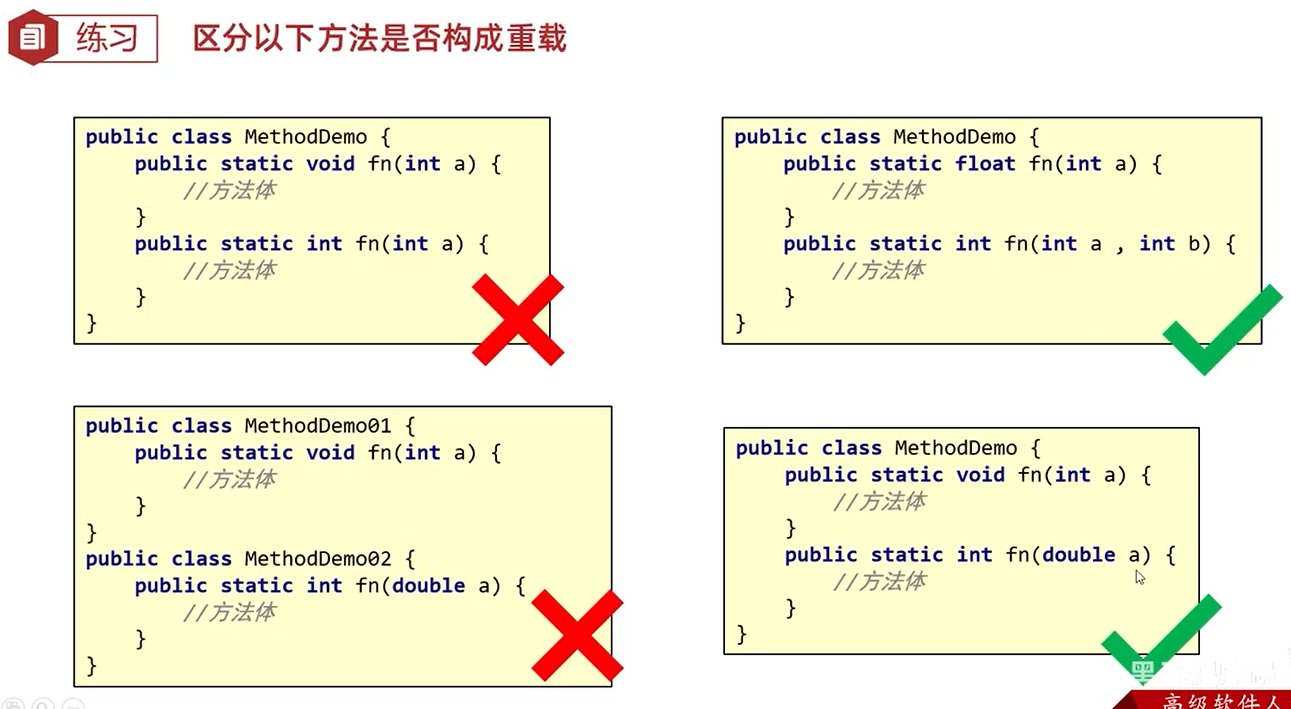 练习
区分以下方法是否构成重载
public class MethodDemo {
public static void fn(int a) {
//方法体
}
public static int fn(int a) {
//方法体
}
}
public class MethodDemo {
public static float fn(int a) {
//方法体
}
public static int fn(int a , int b) {
//方法体
}
}
public class MethodDemo01 {
public static void fn(int a) {
//方法体
}
}
public class MethodDemo02 {
public static int fn(double a) {
//方法体
}
}
public class MethodDemo {
public static void fn(int a) {
//方法体
}
public static int fn(double a) {
//方法体
}
}
黑
高级软件人